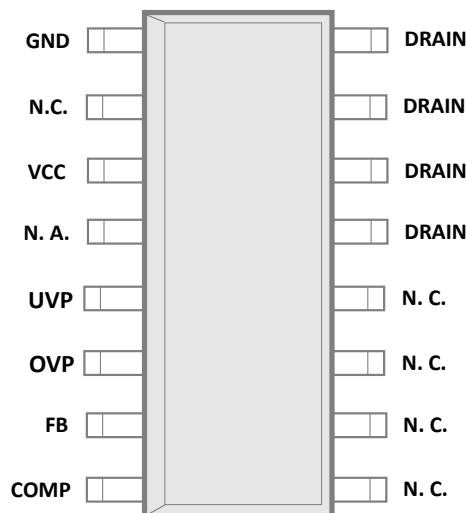 GND DRAIN
N.C. DRAIN
VCC DRAIN
N. A. DRAIN
UVP N. C.
OVP N. C.
FB N. C.
COMP N. C.